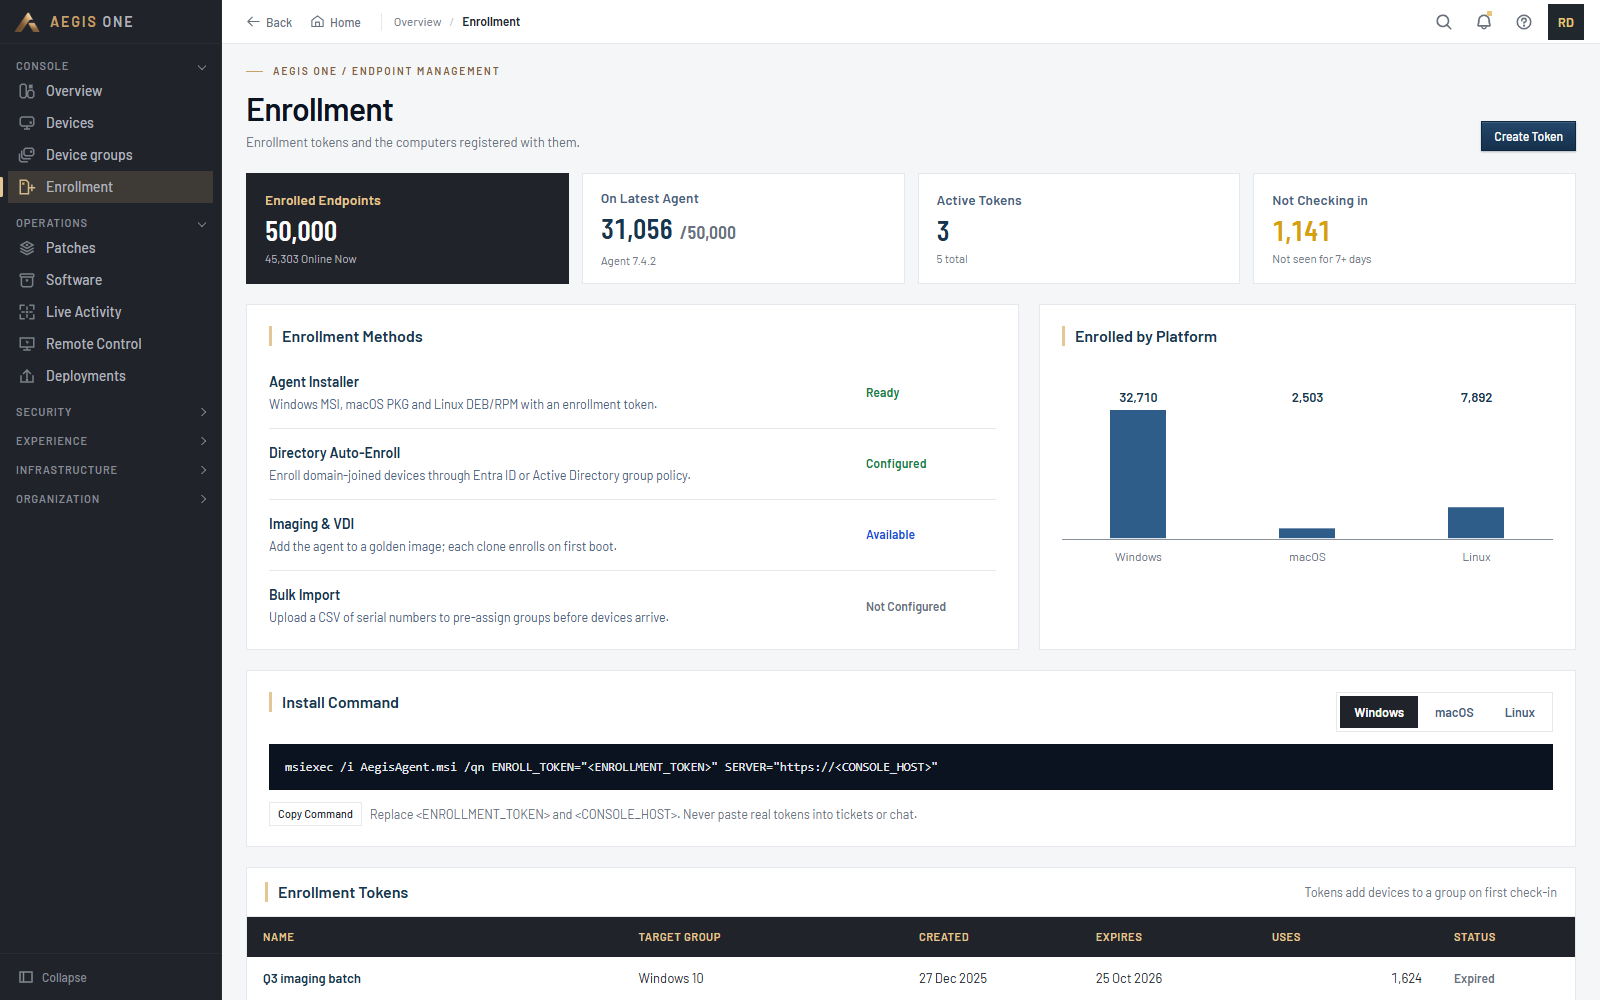 AEGIS ONE
CONSOLE
Overview
Devices
Device groups
Enrollment
OPERATIONS
Patches
Software
Live Activity
Remote Control
Deployments
SECURITY
EXPERIENCE
INFRASTRUCTURE
ORGANIZATION
Collapse
Back Home Overview / Enrollment
RD
AEGIS ONE / ENDPOINT MANAGEMENT
Enrollment
Enrollment tokens and the computers registered with them.
Create Token
Enrolled Endpoints
50,000
45,303 Online Now
On Latest Agent
31,056 /50,000
Agent 7.4.2
Active Tokens
3
5 total
Not Checking in
1,141
Not seen for 7+ days
Enrollment Methods
Agent Installer
Windows MSI, macOS PKG and Linux DEB/RPM with an enrollment token.
Ready
Directory Auto-Enroll
Enroll domain-joined devices through Entra ID or Active Directory group policy.
Configured
Imaging & VDI
Add the agent to a golden image; each clone enrolls on first boot.
Available
Bulk Import
Upload a CSV of serial numbers to pre-assign groups before devices arrive.
Not Configured
Enrolled by Platform
32,710 2,503 7,892
Windows macOS Linux
Install Command
Windows macOS Linux
msiexec /i AegisAgent.msi /qn ENROLL_TOKEN="<ENROLLMENT_TOKEN>" SERVER="https://<CONSOLE_HOST>"
Copy Command Replace <ENROLLMENT_TOKEN> and <CONSOLE_HOST>. Never paste real tokens into tickets or chat.
Enrollment Tokens
Tokens add devices to a group on first check-in
NAME TARGET GROUP CREATED EXPIRES USES STATUS
Q3 imaging batch Windows 10 27 Dec 2025 25 Oct 2026 1,624 Expired